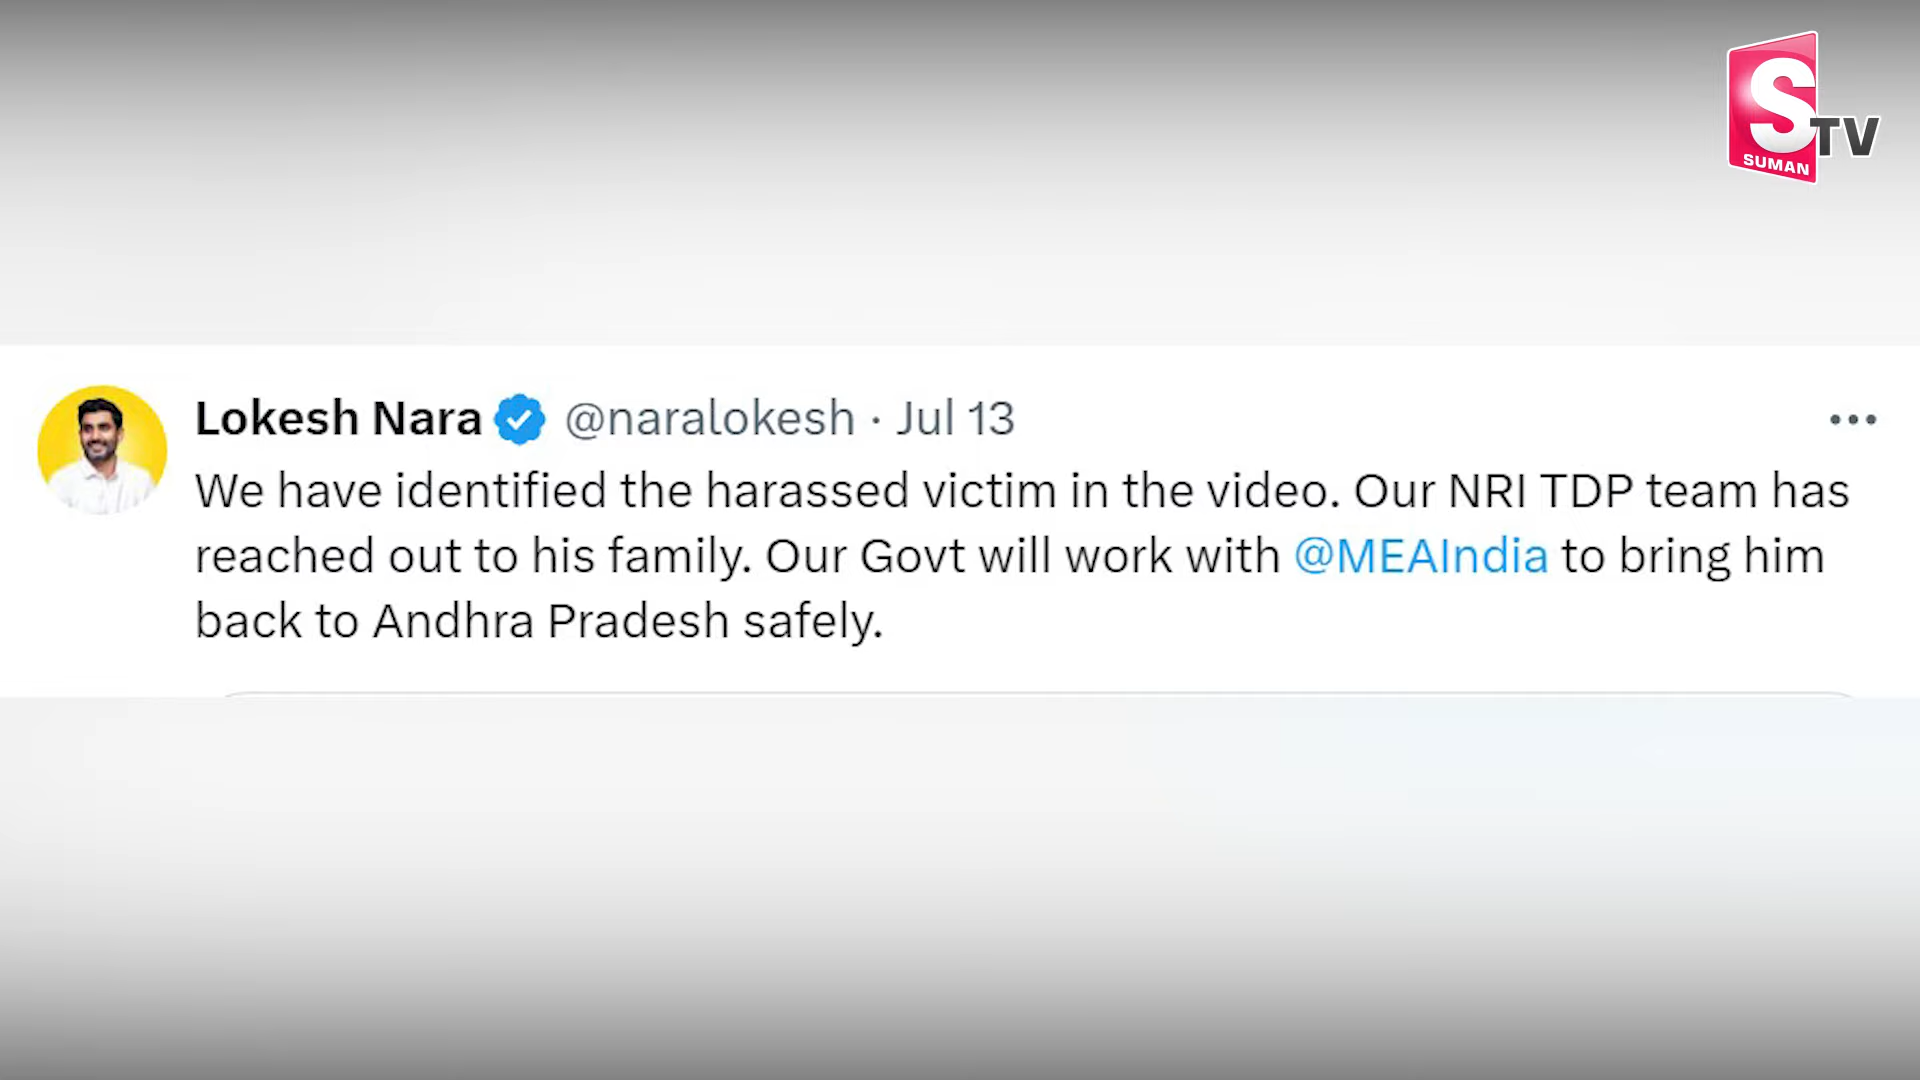 S TV
SUMAN
Lokesh Nara @naralokesh · Jul 13
We have identified the harassed victim in the video. Our NRI TDP team has
reached out to his family. Our Govt will work with @MEAIndia to bring him
back to Andhra Pradesh safely.